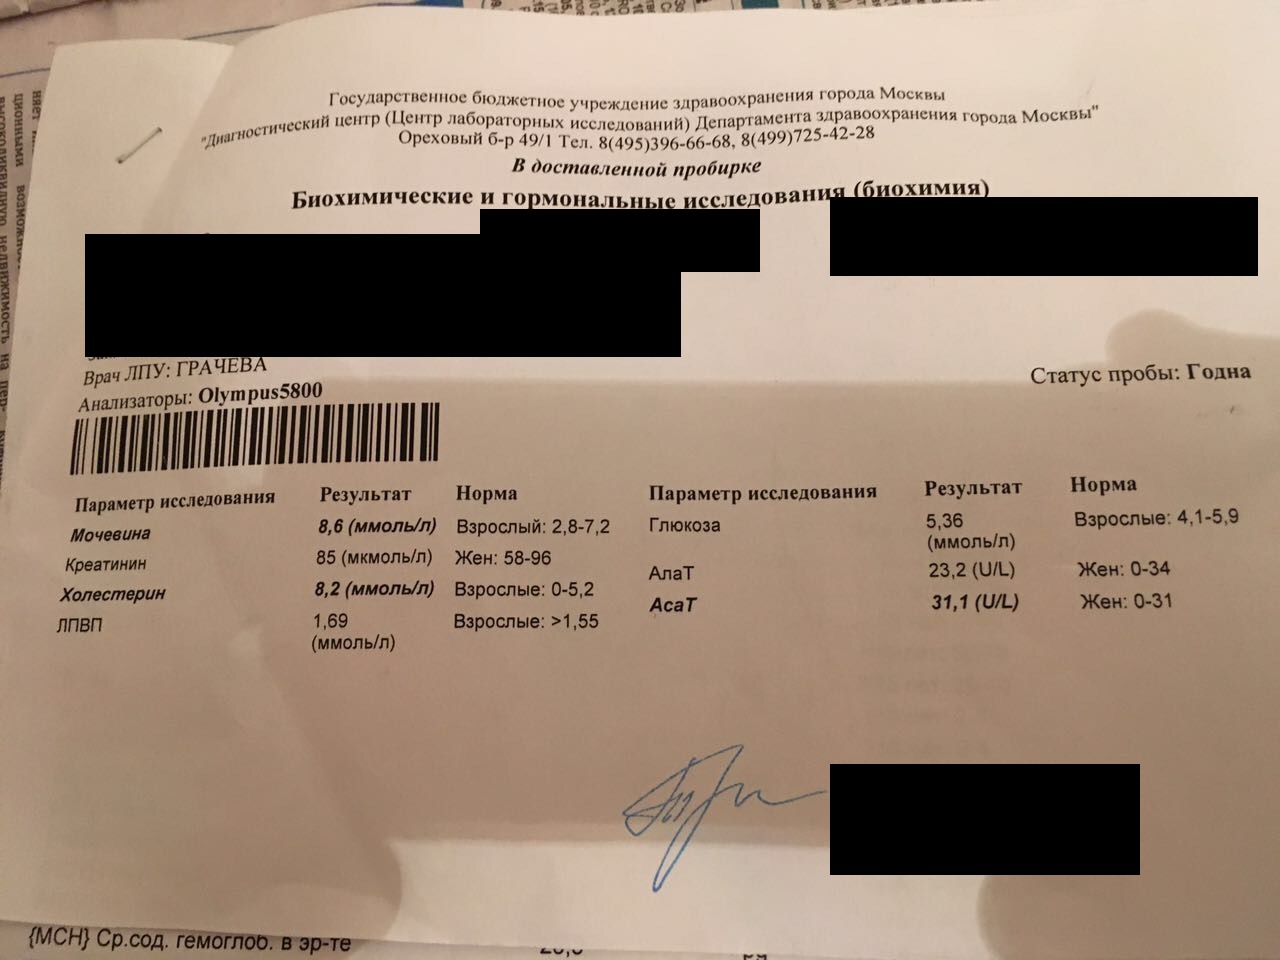 Государственное бюджетное учреждение здравоохранения города Москвы
"Диагностический центр (Центр лабораторных исследований) Департамента здравоохранения города Москвы"
Ореховый б-р 49/1 Тел. 8(495)396-66-68, 8(499)725-42-28
В доставленной пробирке
Биохимические и гормональные исследования (биохимия)
Врач ЛПУ: ГРАЧЕВА
Анализаторы: Olympus5800
Статус пробы: Годна
Параметр исследования Результат Норма
Мочевина 8,6 (ммоль/л) Взрослый: 2,8-7,2
Креатинин 85 (мкмоль/л) Жен: 58-96
Холестерин 8,2 (ммоль/л) Взрослые: 0-5,2
ЛПВП 1,69 Взрослые: >1,55
(ммоль/л)
Параметр исследования Результат Норма
Глюкоза 5,36 Взрослые: 4,1-5,9
(ммоль/л)
АлаТ 23,2 (U/L) Жен: 0-34
АсаТ 31,1 (U/L) Жен: 0-31
{MCH} Ср.сод. гемоглоб. в эр-те